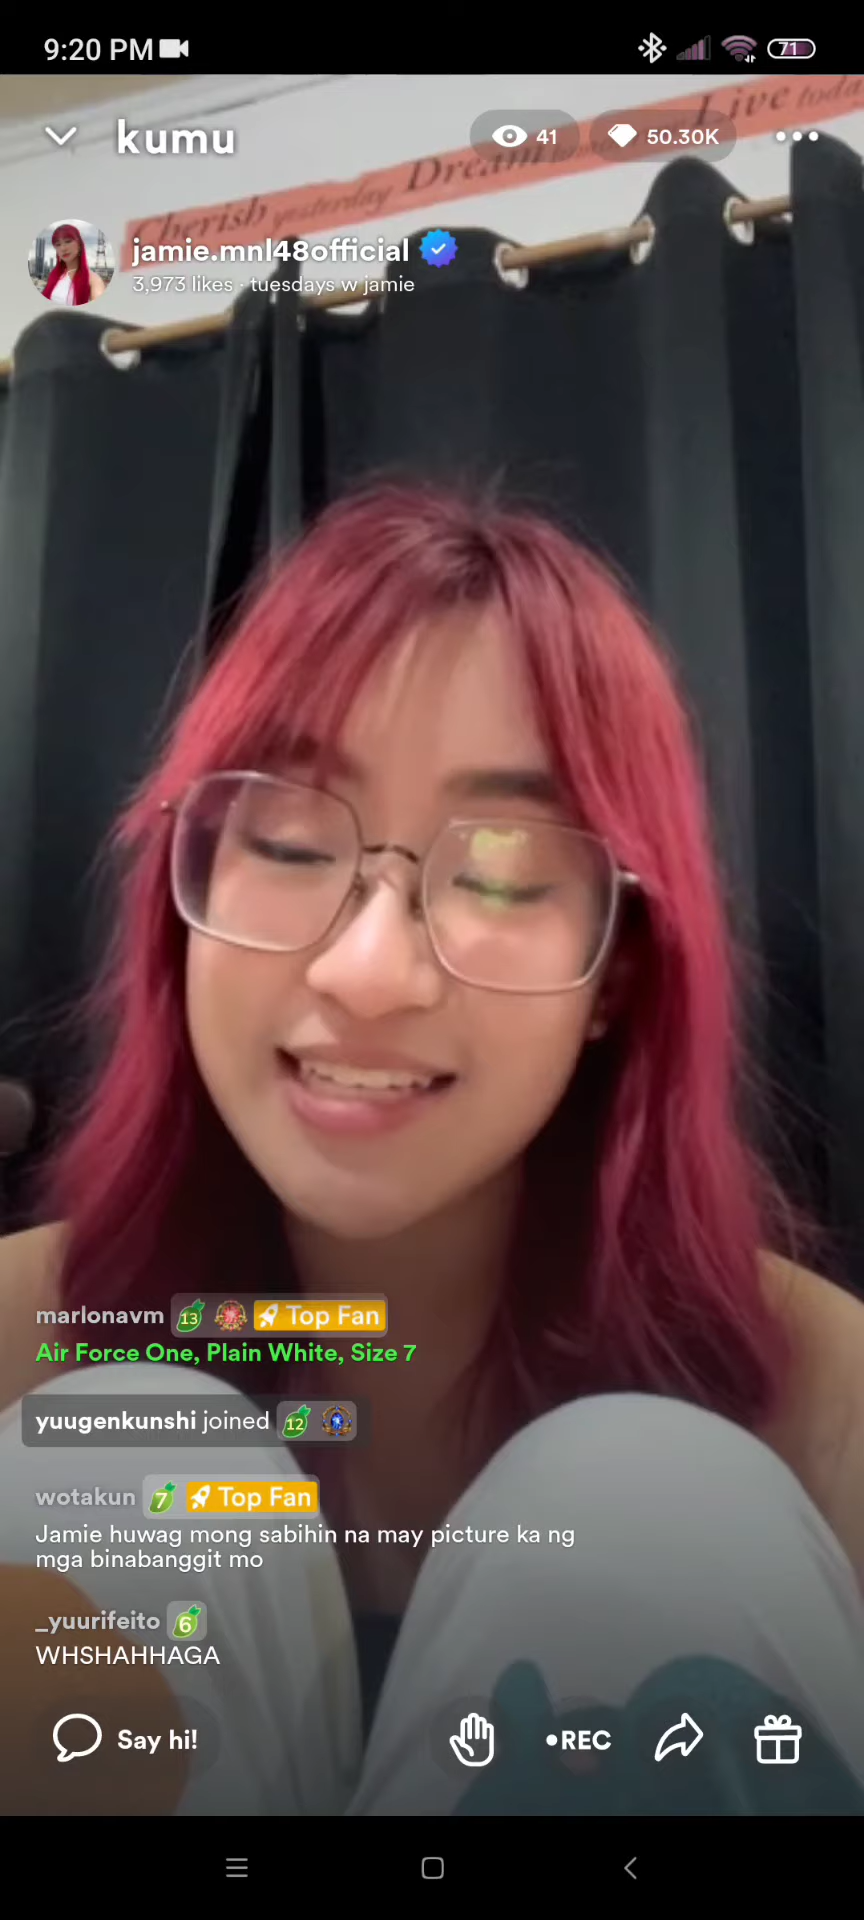 9:20 PM
71
kumu
41
50.30K
Live today
Dream
Cherish yesterday
jamie.mnl48official
3,973 likes · tuesdays w jamie
marlonavm 13 Top Fan
Air Force One, Plain White, Size 7
yuugenkunshi joined 12
wotakun 7 Top Fan
Jamie huwag mong sabihin na may picture ka ng
mga binabanggit mo
_yuurifeito 6
WHSHAHHAGA
Say hi!
•REC